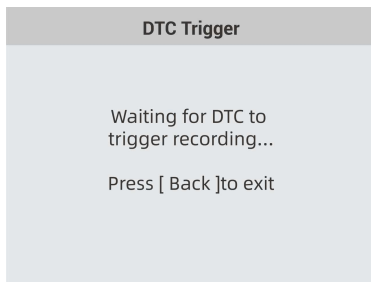 DTC Trigger
Waiting for DTC to
trigger recording...
Press [ Back ]to exit